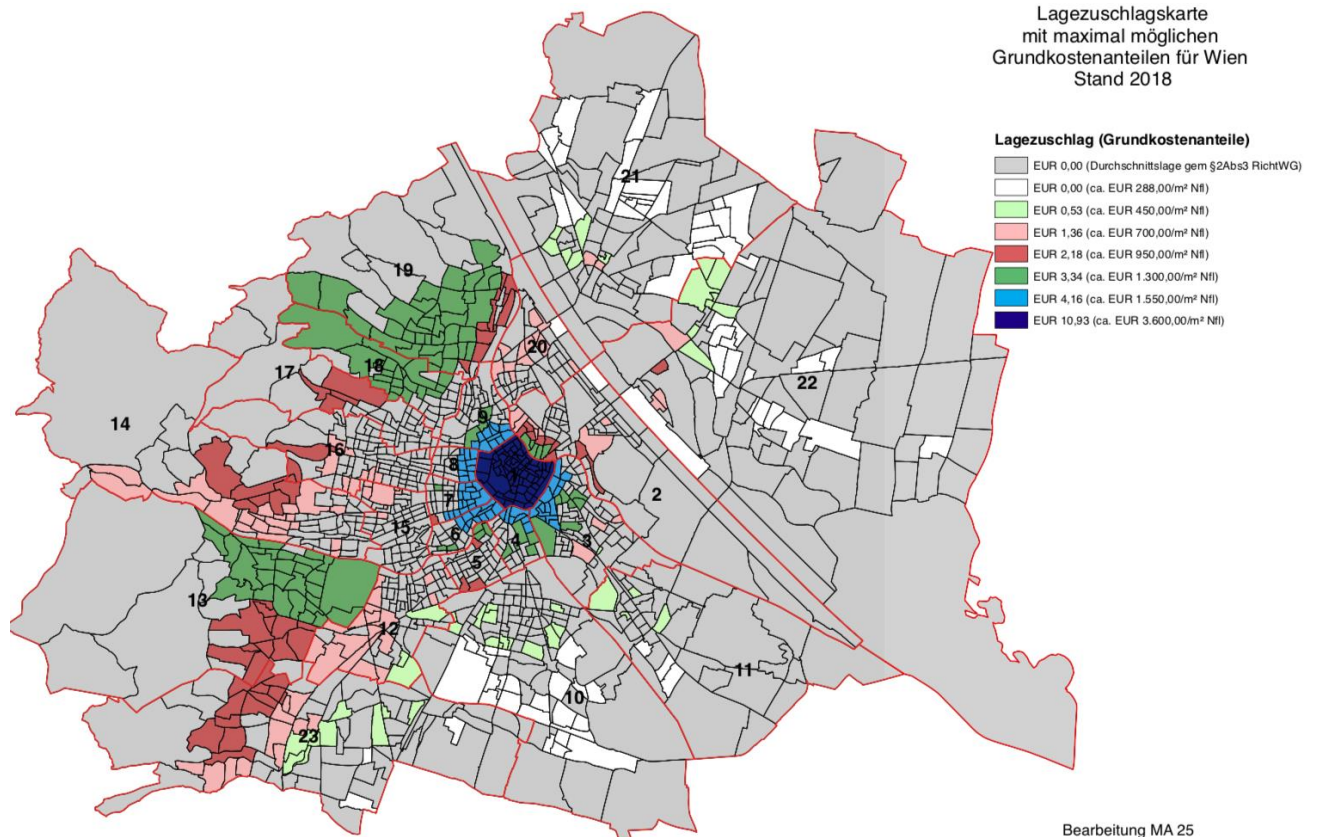 Lagezuschlagskarte
mit maximal möglichen
Grundkostenanteilen für Wien
Stand 2018
Lagezuschlag (Grundkostenanteile)
EUR 0,00 (Durchschnittslage gem §2Abs3 RichtWG)
EUR 0,00 (ca. EUR 288,00/m² Nfl)
EUR 0,53 (ca. EUR 450,00/m² Nfl)
EUR 1,36 (ca. EUR 700,00/m² Nfl)
EUR 2,18 (ca. EUR 950,00/m² Nfl)
EUR 3,34 (ca. EUR 1.300,00/m² Nfl)
EUR 4,16 (ca. EUR 1.550,00/m² Nfl)
EUR 10,93 (ca. EUR 3.600,00/m² Nfl)
21
19
20
18
17
22
14
9
16
8
1
2
7
15
6
4
3
5
13
12
11
10
23
Bearbeitung MA 25